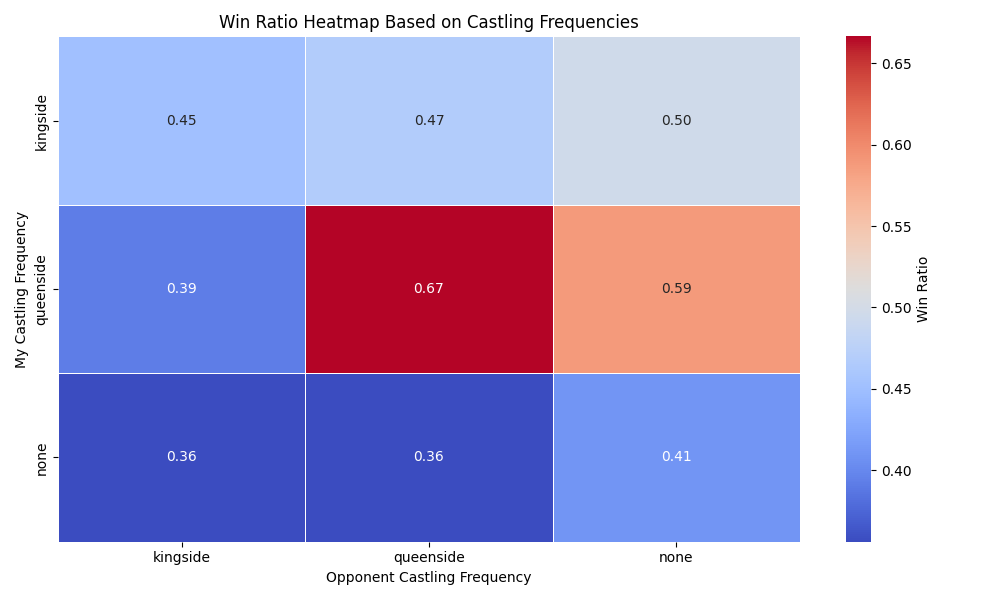 Win Ratio Heatmap Based on Castling Frequencies
My Castling Frequency
kingside
queenside
none
0.45 0.47 0.50
0.39 0.67 0.59
0.36 0.36 0.41
kingside queenside none
Opponent Castling Frequency
0.65
0.60
0.55
0.50
0.45
0.40
Win Ratio